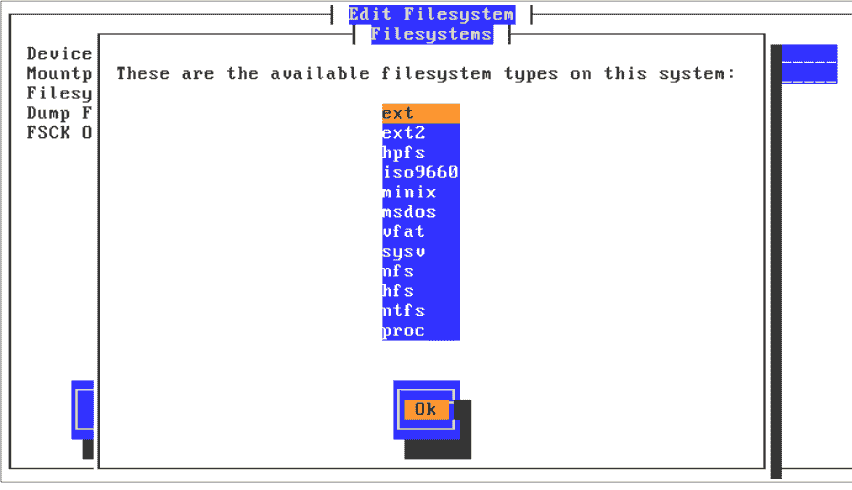 Edit Filesystem
Filesystems
Device
Mountp
These are the available filesystem types on this system:
Filesy
Dump F
FSCK O
ext
ext2
hpfs
iso9660
minix
msdos
vfat
sysv
nfs
hfs
ntfs
proc
Ok